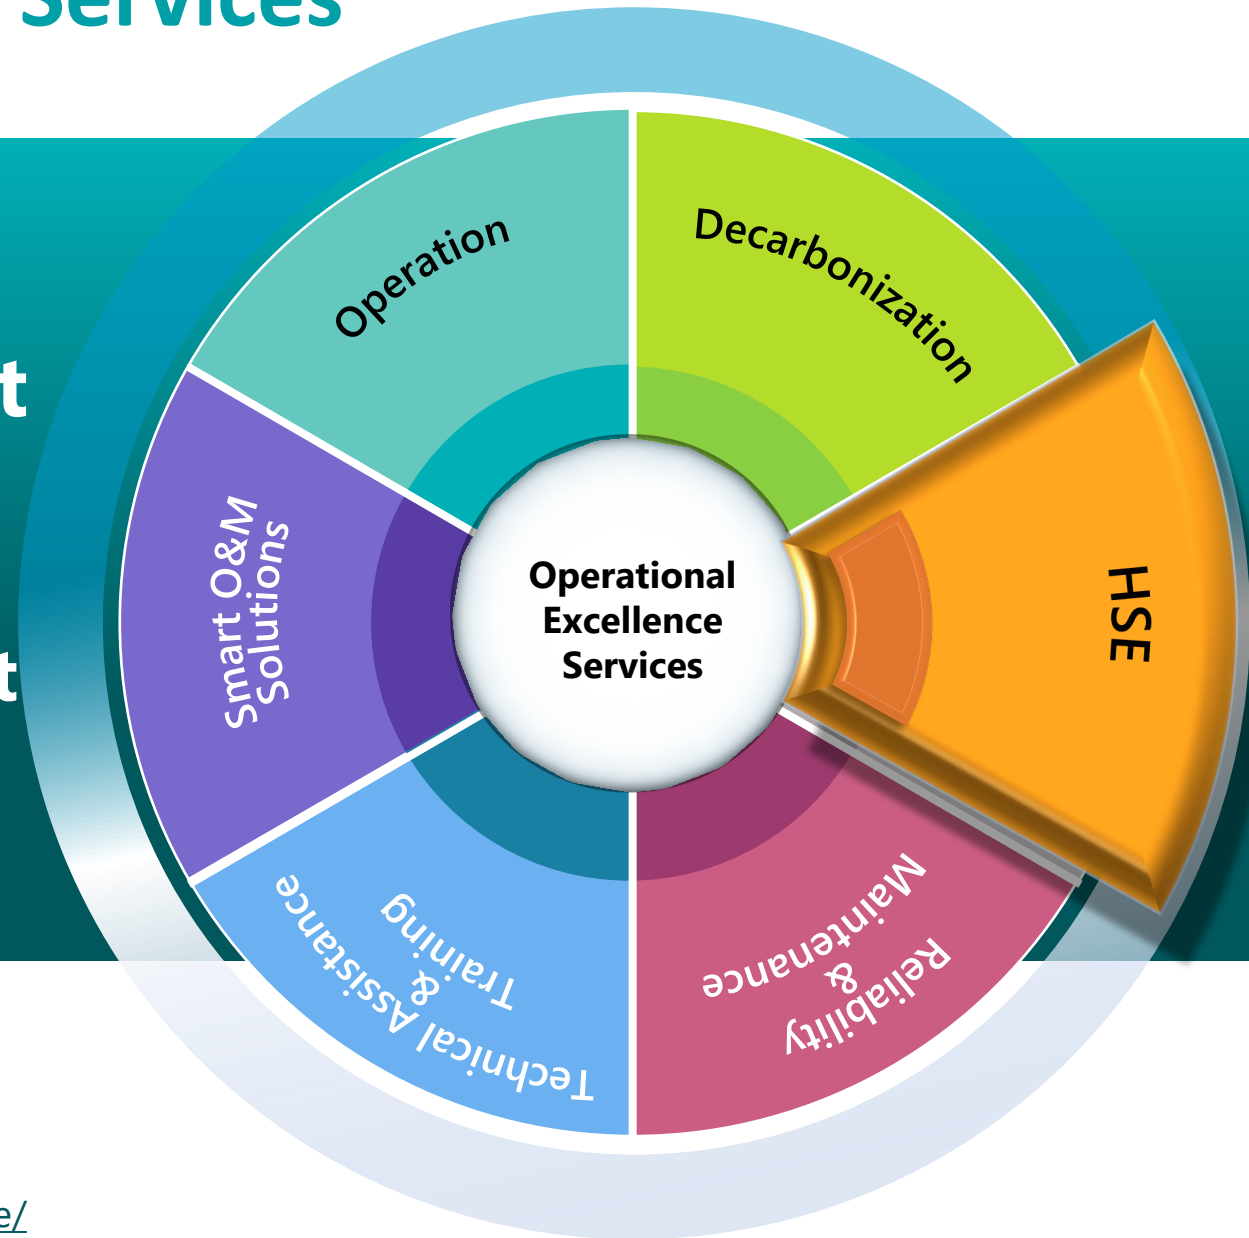 Services
Operation
Decarbonization
t
HSE
Smart O&M
Solutions
Operational
Excellence
Services
t
Technical Assistance
&
Training
Reliability
&
Maintenance
e/